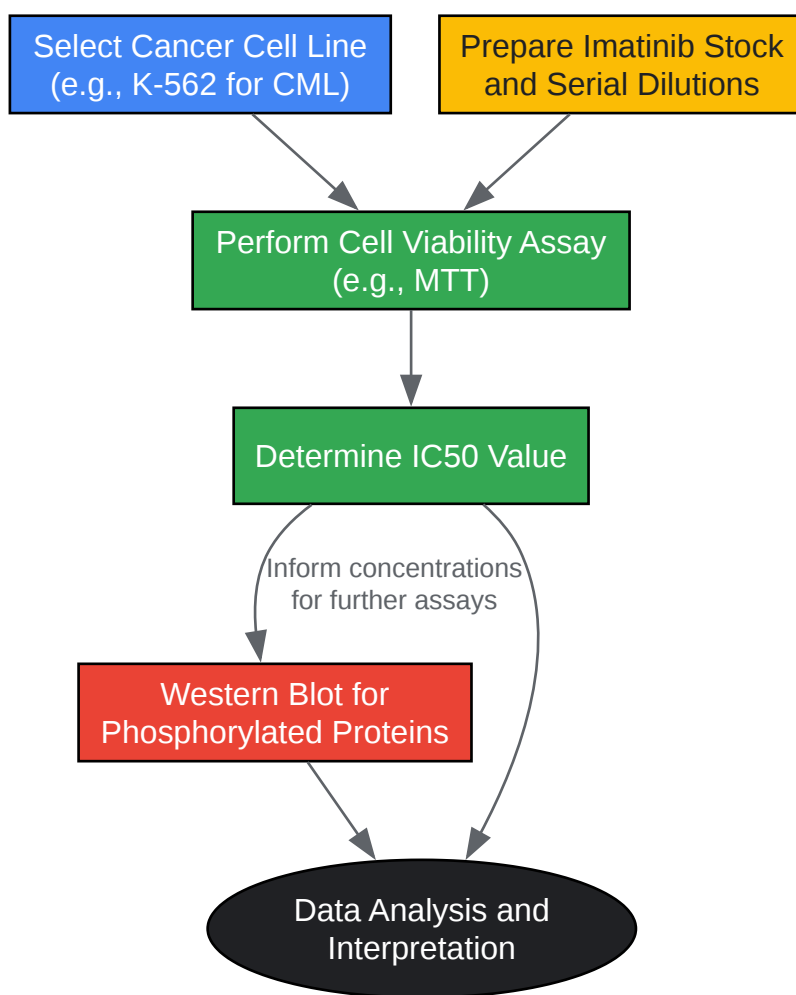 Select Cancer Cell Line
(e.g., K-562 for CML)
Prepare Imatinib Stock
and Serial Dilutions
Perform Cell Viability Assay
(e.g., MTT)
Determine IC50 Value
Inform concentrations
for further assays
Western Blot for
Phosphorylated Proteins
Data Analysis and
Interpretation